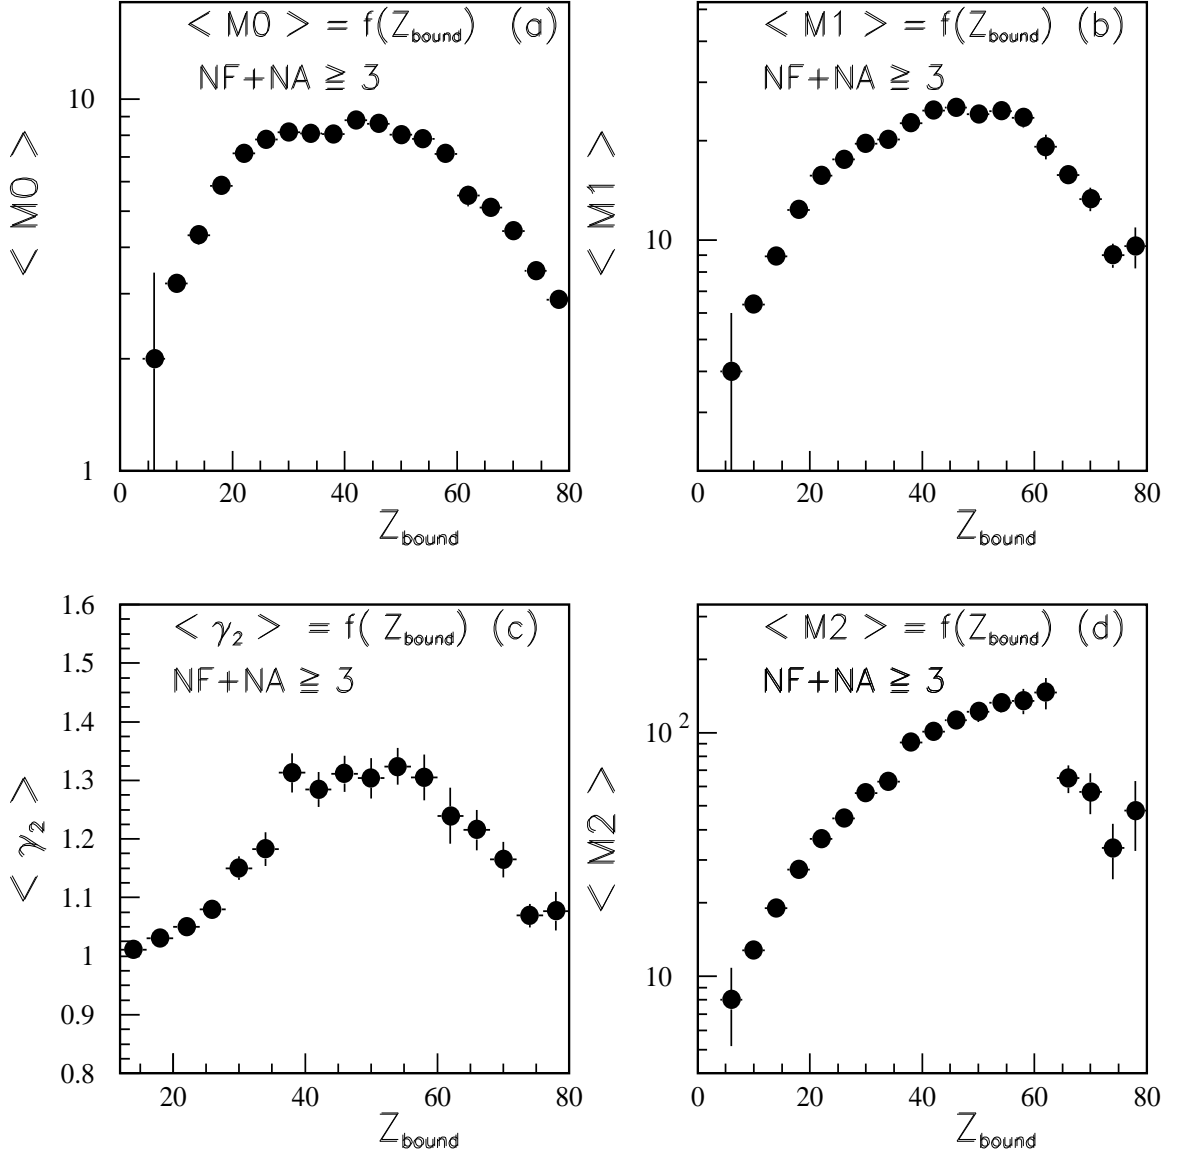 < M0 > = f(Z_bound) (a)
NF+NA ≧ 3
< M0 >
10
1
0 20 40 60 80
Z_bound
< M1 > = f(Z_bound) (b)
NF+NA ≧ 3
< M1 >
10
0 20 40 60 80
Z_bound
< γ_2 > = f( Z_bound) (c)
NF+NA ≧ 3
< γ_2 >
1.6
1.5
1.4
1.3
1.2
1.1
1
0.9
0.8
20 40 60 80
Z_bound
< M2 > = f(Z_bound) (d)
NF+NA ≧ 3
< M2 >
10^2
10
0 20 40 60 80
Z_bound